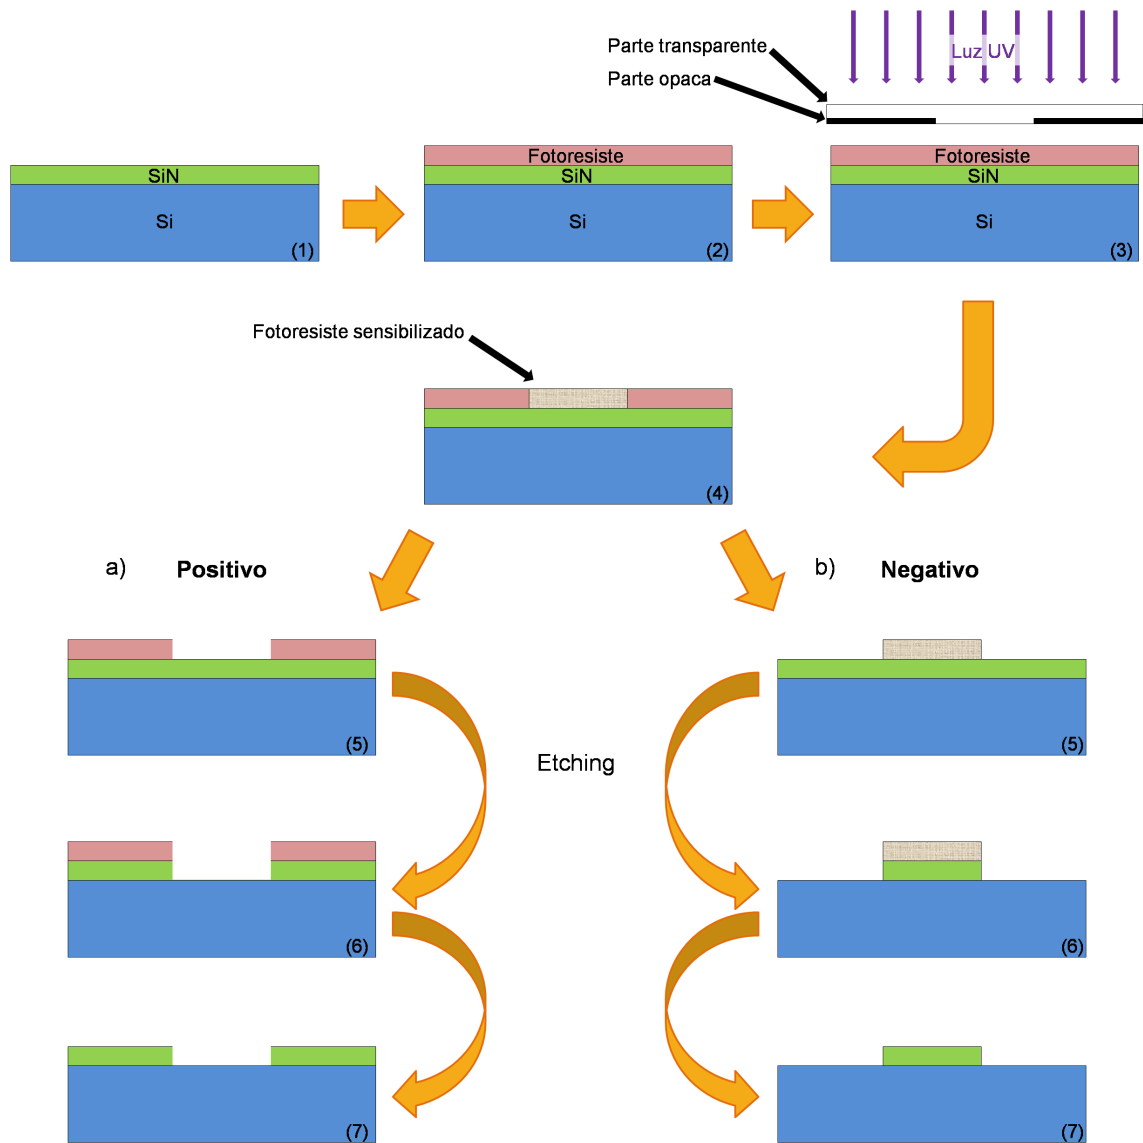 Parte transparente
Luz UV
Parte opaca
Fotoresiste
Fotoresiste
SiN
SiN
SiN
Si
Si
Si
(1)
(2)
(3)
Fotoresiste sensibilizado
(4)
a) Positivo
b) Negativo
(5)
(5)
Etching
(6)
(6)
(7)
(7)